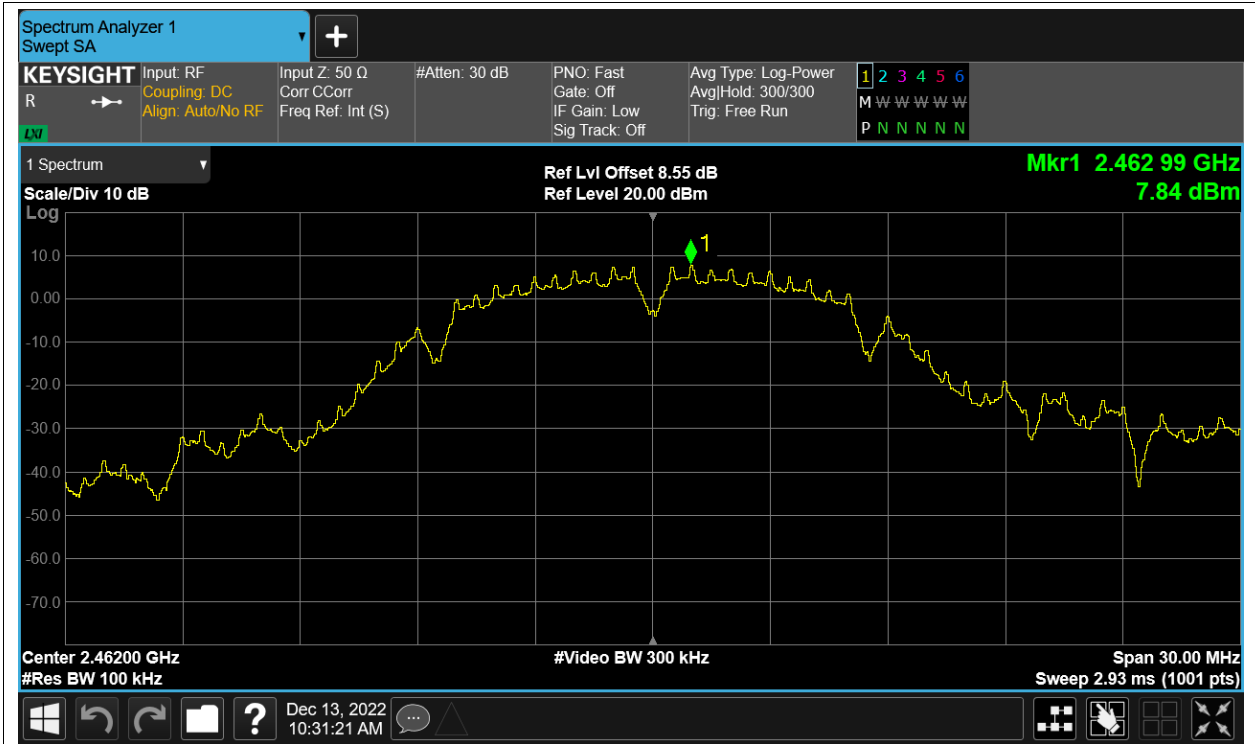 Spectrum Analyzer 1
Swept SA
+
KEYSIGHT
R
LXI
Input: RF
Coupling: DC
Align: Auto/No RF
Input Z: 50 Ω
Corr CCorr
Freq Ref: Int (S)
#Atten: 30 dB
PNO: Fast
Gate: Off
IF Gain: Low
Sig Track: Off
Avg Type: Log-Power
Avg|Hold: 300/300
Trig: Free Run
1 2 3 4 5 6
M W W W W W W
P N N N N N N
1 Spectrum
Scale/Div 10 dB
Log
Ref Lvl Offset 8.55 dB
Ref Level 20.00 dBm
Mkr1 2.462 99 GHz
7.84 dBm
1
10.0
0.00
-10.0
-20.0
-30.0
-40.0
-50.0
-60.0
-70.0
Center 2.46200 GHz
#Res BW 100 kHz
#Video BW 300 kHz
Span 30.00 MHz
Sweep 2.93 ms (1001 pts)
?
Dec 13, 2022
10:31:21 AM